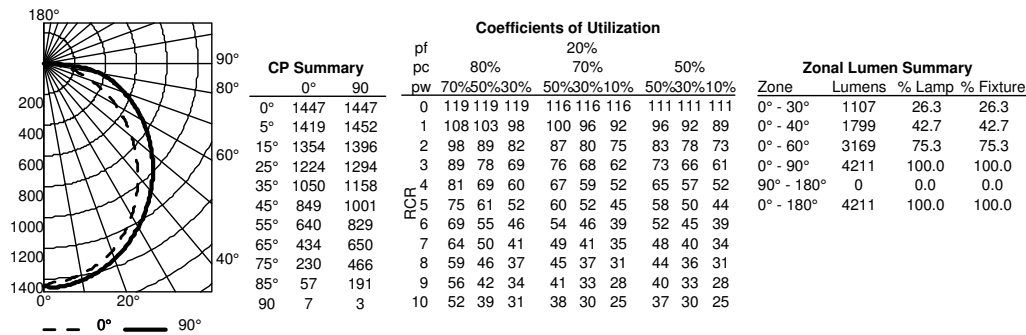 180°
90°
80°
60°
40°
20°
0°
200
400
600
800
1000
1200
1400
0° 90°
CP Summary
0° 90
0° 1447 1447
5° 1419 1452
15° 1354 1396
25° 1224 1294
35° 1050 1158
45° 849 1001
55° 640 829
65° 434 650
75° 230 466
85° 57 191
90 7 3
Coefficients of Utilization
pf 20%
pc 80% 70% 50%
pw 70%50%30% 50%30%10% 50%30%10%
RCR
0 119 119 119 116 116 116 111 111 111
1 108 103 98 100 96 92 96 92 89
2 98 89 82 87 80 75 83 78 73
3 89 78 69 76 68 62 73 66 61
4 81 69 60 67 59 52 65 57 52
5 75 61 52 60 52 45 58 50 44
6 69 55 46 54 46 39 52 45 39
7 64 50 41 49 41 35 48 40 34
8 59 46 37 45 37 31 44 36 31
9 56 42 34 41 33 28 40 33 28
10 52 39 31 38 30 25 37 30 25
Zonal Lumen Summary
Zone Lumens % Lamp % Fixture
0° - 30° 1107 26.3 26.3
0° - 40° 1799 42.7 42.7
0° - 60° 3169 75.3 75.3
0° - 90° 4211 100.0 100.0
90° - 180° 0 0.0 0.0
0° - 180° 4211 100.0 100.0